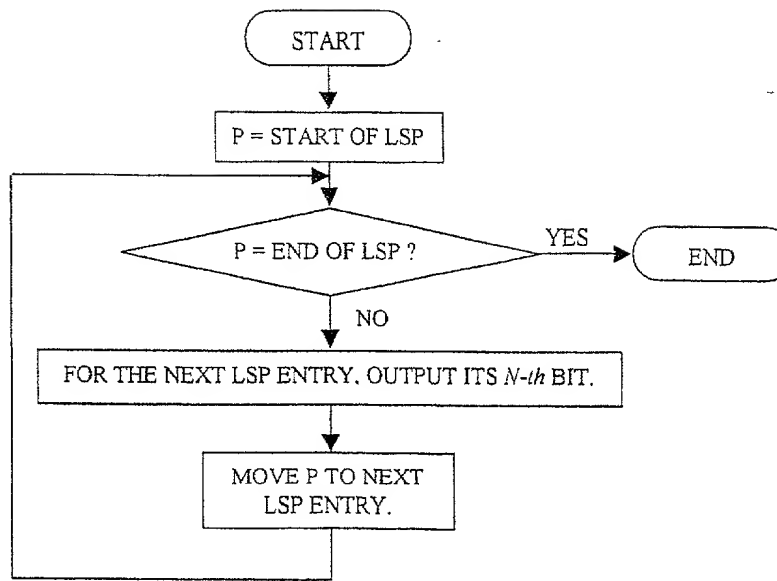 START
P = START OF LSP
P = END OF LSP ?
YES
END
NO
FOR THE NEXT LSP ENTRY, OUTPUT ITS N-th BIT.
MOVE P TO NEXT
LSP ENTRY.